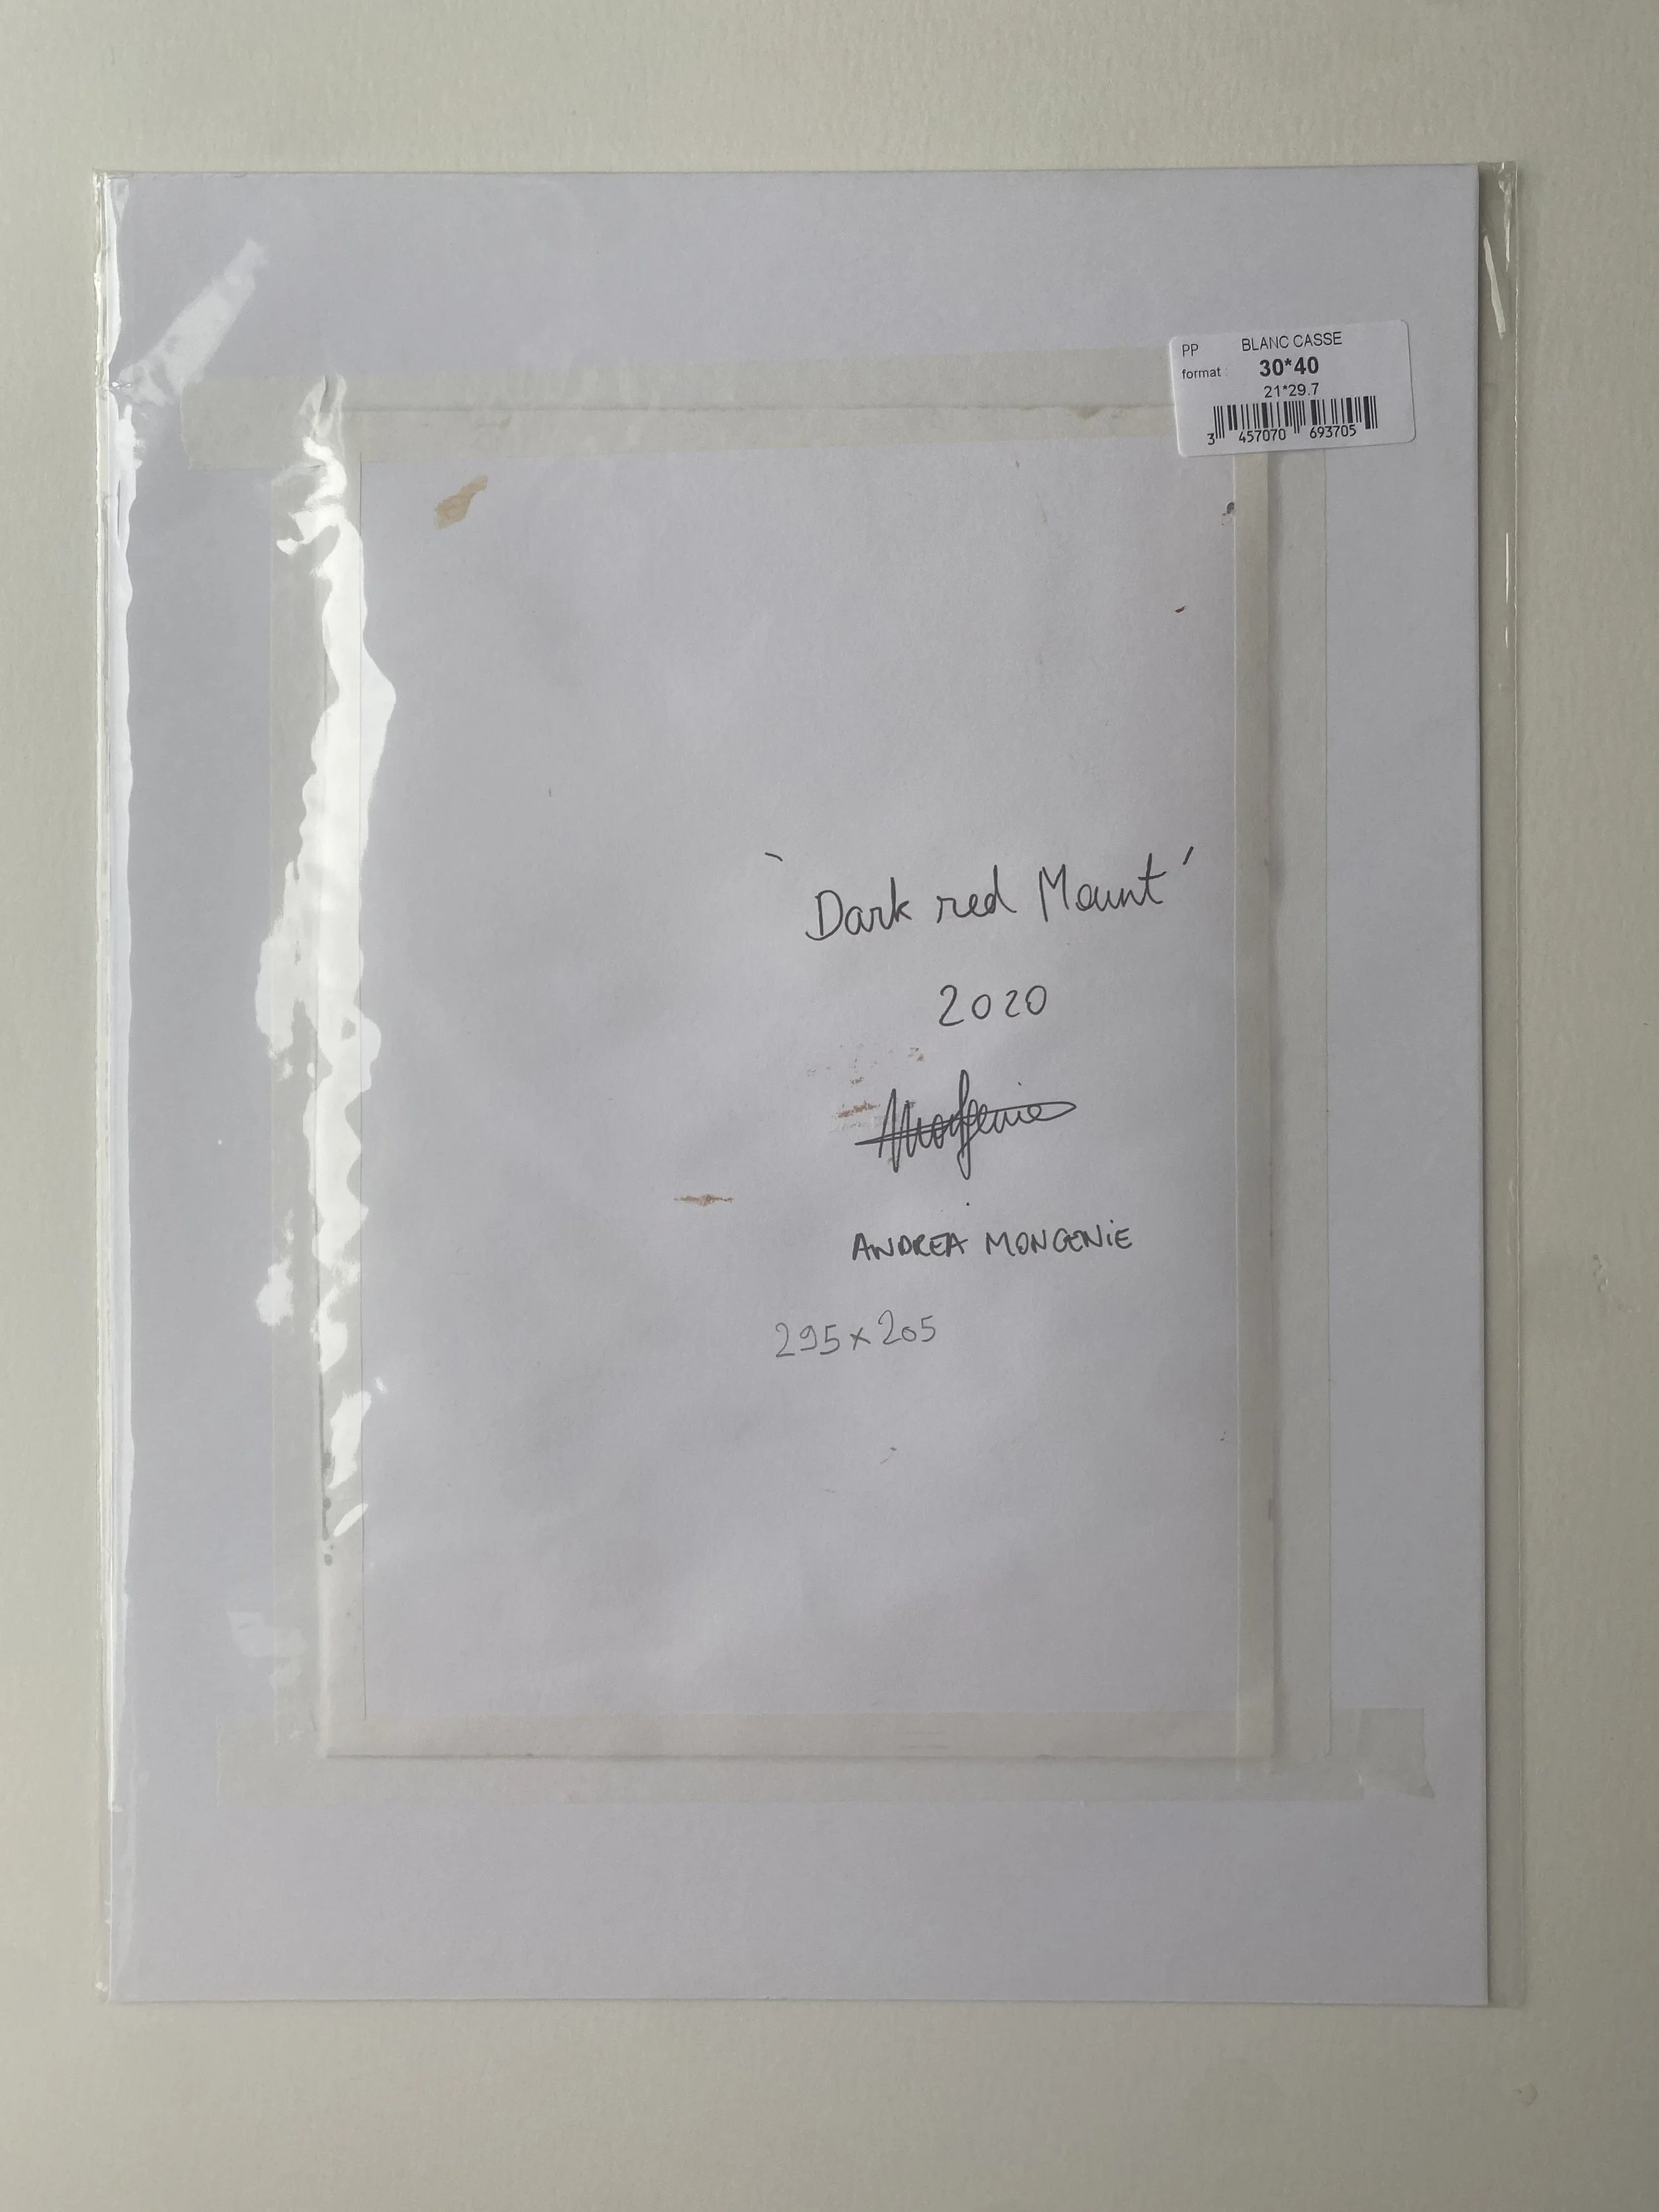 PP BLANC CASSE
format : 30*40
21*29.7
3 457070 693705
`Dark red Mount'
2020
Mongenie
ANDREA MONGENIE
295 x 205